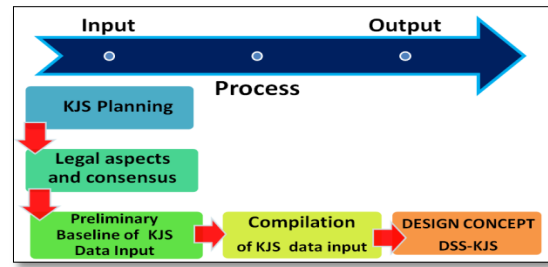 Input
Output
Process
KJS Planning
Legal aspects
and consensus
Preliminary
Baseline of KJS
Data Input
Compilation
of KJS data input
DESIGN CONCEPT
DSS-KJS